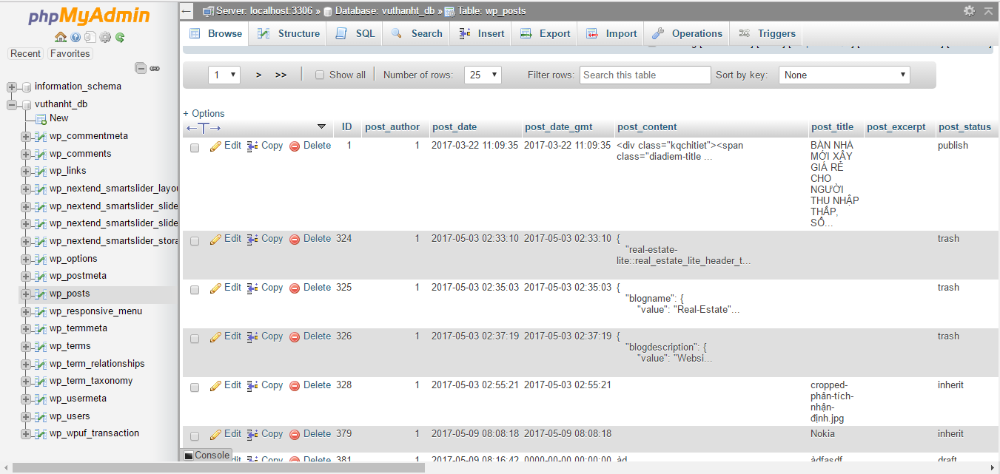 phpMyAdmin
Recent Favorites
information_schema
vuthanht_db
New
wp_commentmeta
wp_comments
wp_links
wp_nextend_smartslider_layou
wp_nextend_smartslider_slide
wp_nextend_smartslider_slide
wp_nextend_smartslider_stora
wp_options
wp_postmeta
wp_posts
wp_responsive_menu
wp_termmeta
wp_terms
wp_term_relationships
wp_term_taxonomy
wp_usermeta
wp_users
wp_wpuf_transaction
Server: localhost:3306 » Database: vuthanht_db » Table: wp_posts
Browse Structure SQL Search Insert Export Import Operations Triggers
1 > >> Show all Number of rows: 25 Filter rows: Search this table Sort by key: None
+ Options
←T→ ID post_author post_date post_date_gmt post_content post_title post_excerpt post_status
Edit Copy Delete 1 1 2017-03-22 11:09:35 2017-03-22 11:09:35 <div class="kqchitiet"><span BÁN NHÀ publish
class="diadiem-title ... MỚI XÂY
GIÁ RẺ
CHO
NGƯỜI
THU NHẬP
THẤP,
SỔ...
Edit Copy Delete 324 1 2017-05-03 02:33:10 2017-05-03 02:33:10 { trash
"real-estate-
lite::real_estate_lite_header_t...
Edit Copy Delete 325 1 2017-05-03 02:35:03 2017-05-03 02:35:03 { trash
"blogname": {
"value": "Real-Estate"...
Edit Copy Delete 326 1 2017-05-03 02:37:19 2017-05-03 02:37:19 { trash
"blogdescription": {
"value": "Websi...
Edit Copy Delete 328 1 2017-05-03 02:55:21 2017-05-03 02:55:21 cropped- inherit
phân-tích-
nhận-
định.jpg
Edit Copy Delete 379 1 2017-05-09 08:08:18 2017-05-09 08:08:18 Nokia inherit
Console
Edit Copy Delete 381 1 2017-05-09 08:16:42 0000-00-00 00:00:00 àd àdfasdf draft